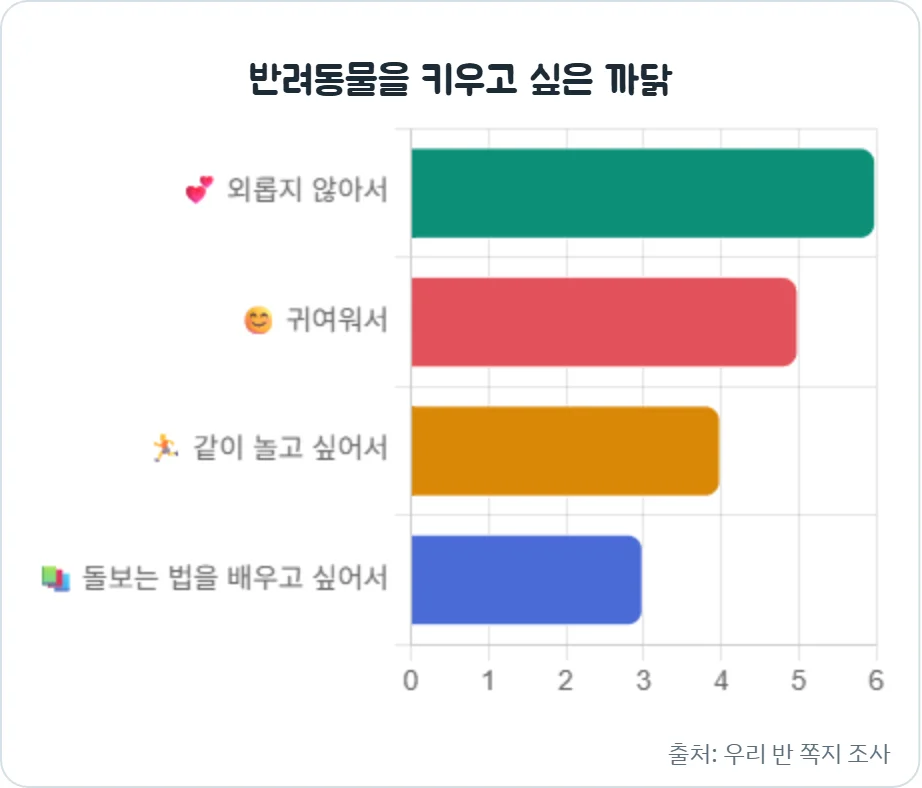 반려동물을 키우고 싶은 까닭
💕 외롭지 않아서
😊 귀여워서
🏃 같이 놀고 싶어서
📚 돌보는 법을 배우고 싶어서
0 1 2 3 4 5 6
출처: 우리 반 쪽지 조사